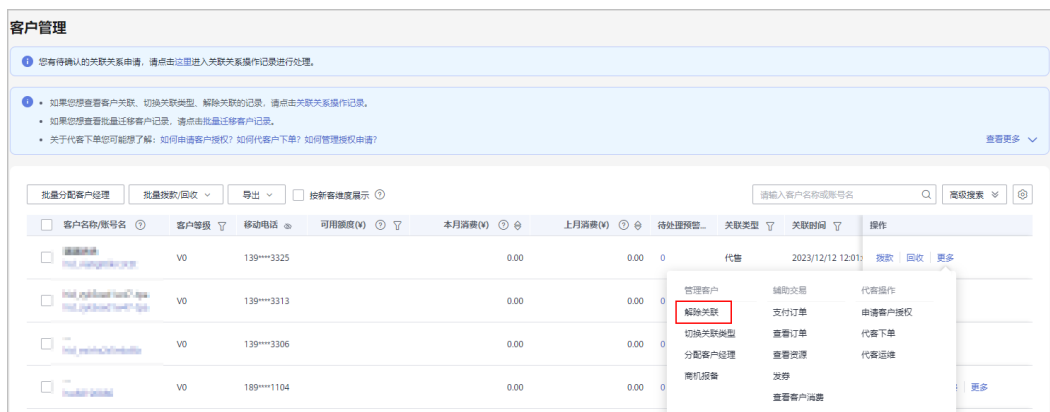 客户管理
您有待确认的关联关系申请，请点击这里进入关联关系操作记录进行处理。
• 如果您想查看客户关联、切换关联类型、解除关联的记录，请点击关联关系操作记录。
• 如果您想查看批量迁移客户记录，请点击批量迁移客户记录。
• 关于代客下单您可能想了解：如何申请客户授权？如何代客户下单？如何管理授权申请？
查看更多
批量分配客户经理 批量拨款/回收 导出 按新客维度展示 请输入客户名称或账号名 高级搜索
客户名称/账号名 客户等级 移动电话 可用额度(¥) 本月消费(¥) 上月消费(¥) 待处理预警... 关联类型 关联时间 操作
V0 139****3325 0.00 0.00 0 代售 2023/12/12 12:01: 拨款 回收 更多
V0 139****3313 0.00 0.00 0
V0 139****3306 0.00 0.00 0
V0 189****1104 0.00 0.00 0 更多
管理客户 辅助交易 代客操作
解除关联 支付订单 申请客户授权
切换关联类型 查看订单 代客下单
分配客户经理 查看资源 代客运维
商机报备 发券
查看客户消费